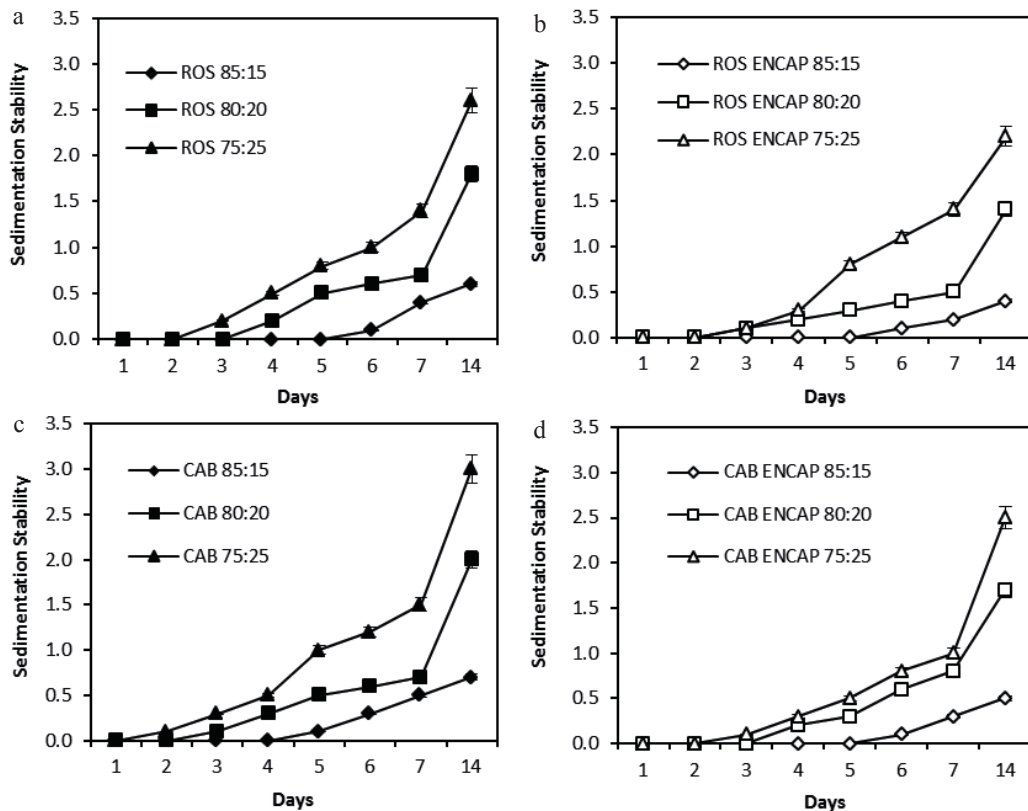 a
Sedimentation Stability
3.5
3.0
2.5
2.0
1.5
1.0
0.5
0.0
ROS 85:15
ROS 80:20
ROS 75:25
1 2 3 4 5 6 7 14
Days
b
Sedimentation Stability
3.5
3.0
2.5
2.0
1.5
1.0
0.5
0.0
ROS ENCAP 85:15
ROS ENCAP 80:20
ROS ENCAP 75:25
1 2 3 4 5 6 7 14
Days
c
Sedimentation Stability
3.5
3.0
2.5
2.0
1.5
1.0
0.5
0.0
CAB 85:15
CAB 80:20
CAB 75:25
1 2 3 4 5 6 7 14
Days
d
Sedimentation Stability
3.5
3.0
2.5
2.0
1.5
1.0
0.5
0.0
CAB ENCAP 85:15
CAB ENCAP 80:20
CAB ENCAP 75:25
1 2 3 4 5 6 7 14
Days